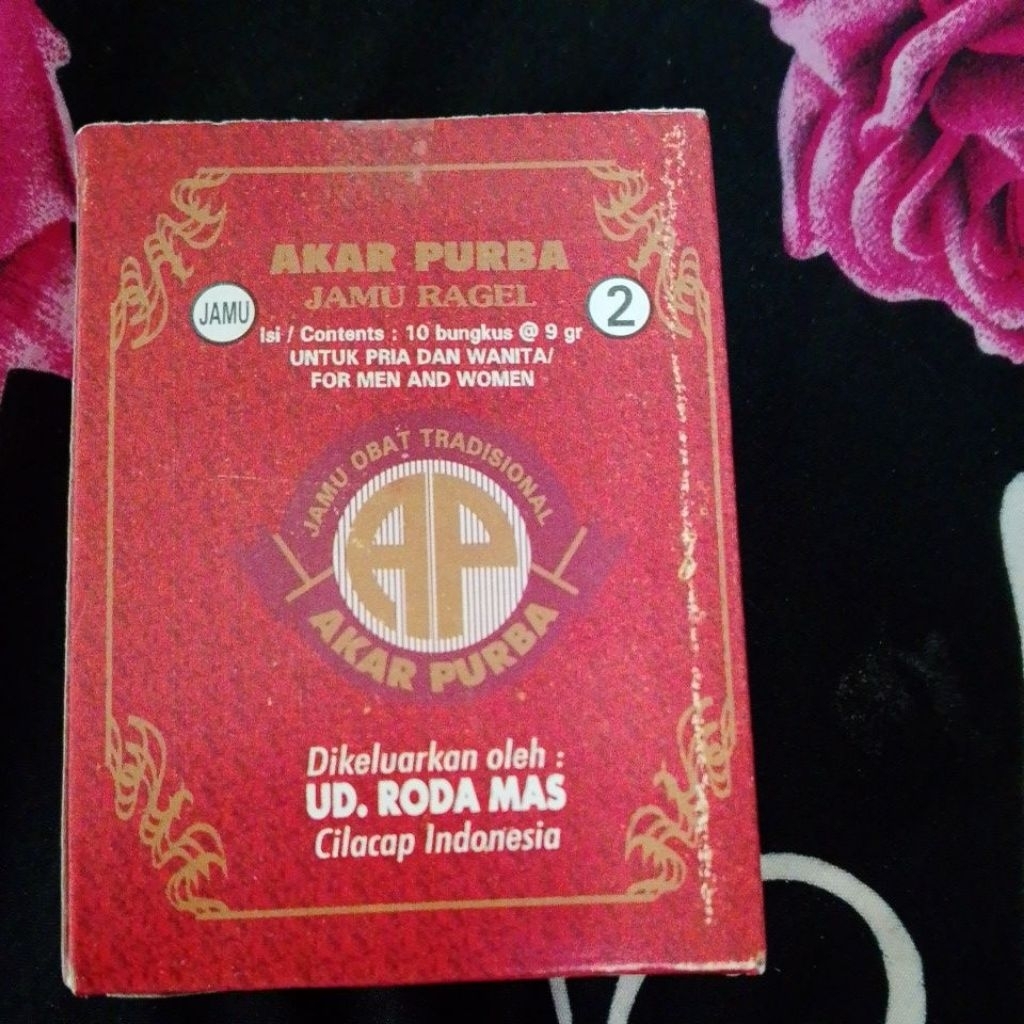 AKAR PURBA
JAMU RAGEL
JAMU
2
Isi / Contents : 10 bungkus @ 9 gr
UNTUK PRIA DAN WANITA/
FOR MEN AND WOMEN
JAMU OBAT TRADISIONAL
AP
AKAR PURBA
Dikeluarkan oleh :
UD. RODA MAS
Cilacap Indonesia